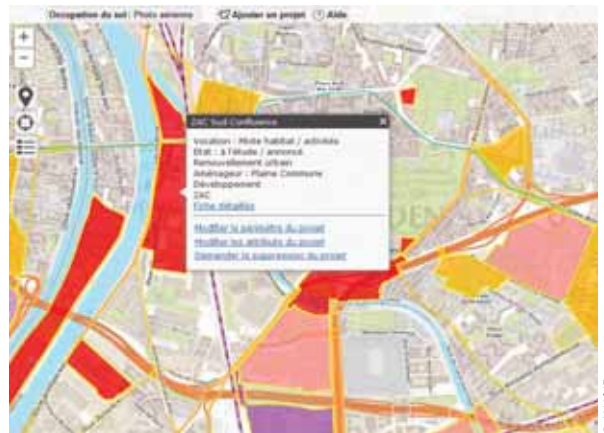 Occupation du sol | Photo aérienne Ajouter un projet ? Aide
+
−
ZAC Sud Confluence x
Vocation : Mixte habitat / activités
Etat : à l'étude / annoncé
Renouvellement urbain
Aménageur : Plaine Commune
Développement
ZAC
Fiche détaillée
Modifier le périmètre du projet
Modifier les attributs du projet
Demander la suppression du projet